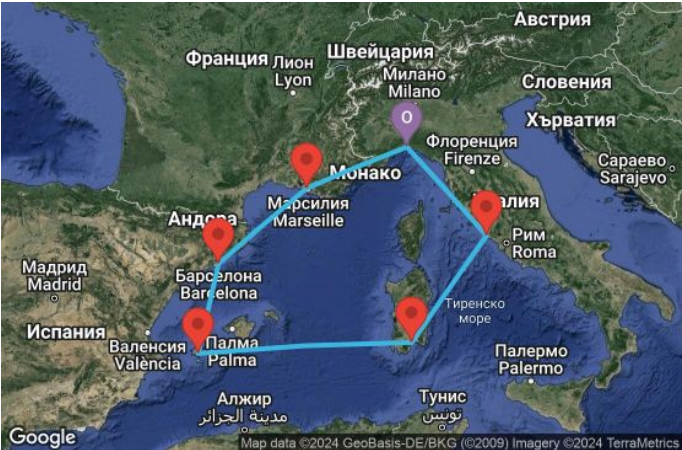 Австрия
Франция
Лион
Lyon
Швейцария
Милано
Milano
Словения
Хърватия
O
Флоренция
Firenze
Монако
Сараево
Sarajevo
Марсилия
Marseille
алия
Андора
Рим
Roma
Мадрид
Madrid
Барселона
Barcelona
Тиренско
море
Испания
Валенсия
València
Палма
Palma
Палермо
Palermo
Алжир
مدينة الجزائر
Тунис
تونس
Google
Map data ©2024 GeoBasis-DE/BKG (©2009) Imagery ©2024 TerraMetrics